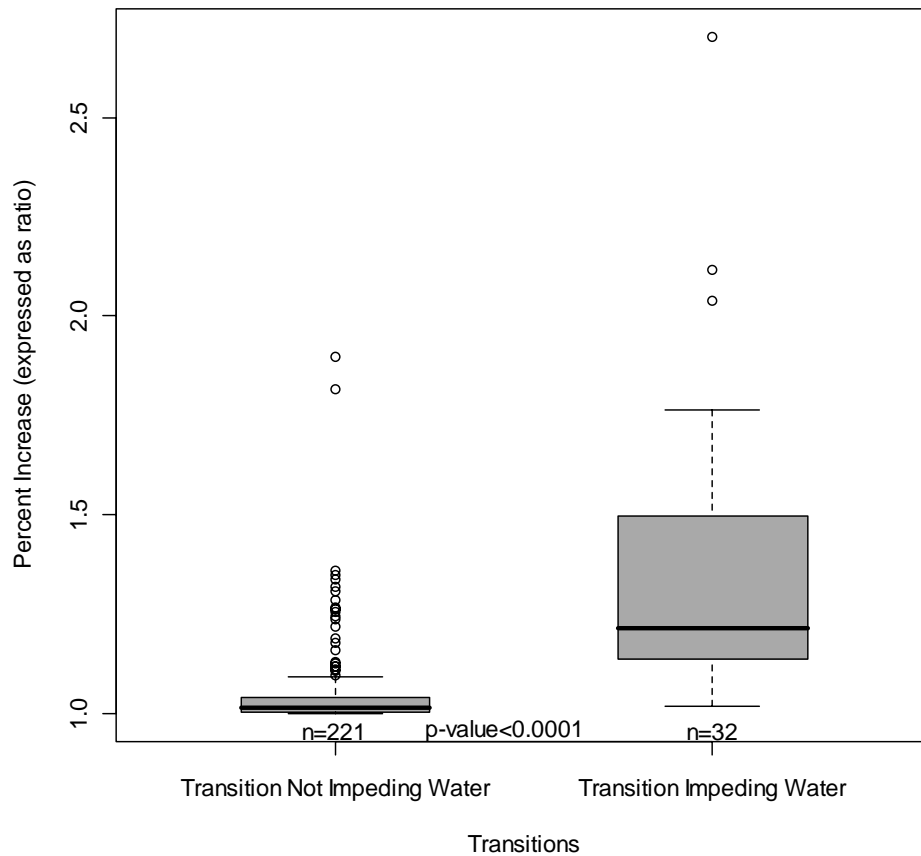 Percent Increase (expressed as ratio)
2.5
2.0
1.5
1.0
n=221 p-value<0.0001 n=32
Transition Not Impeding Water Transition Impeding Water
Transitions